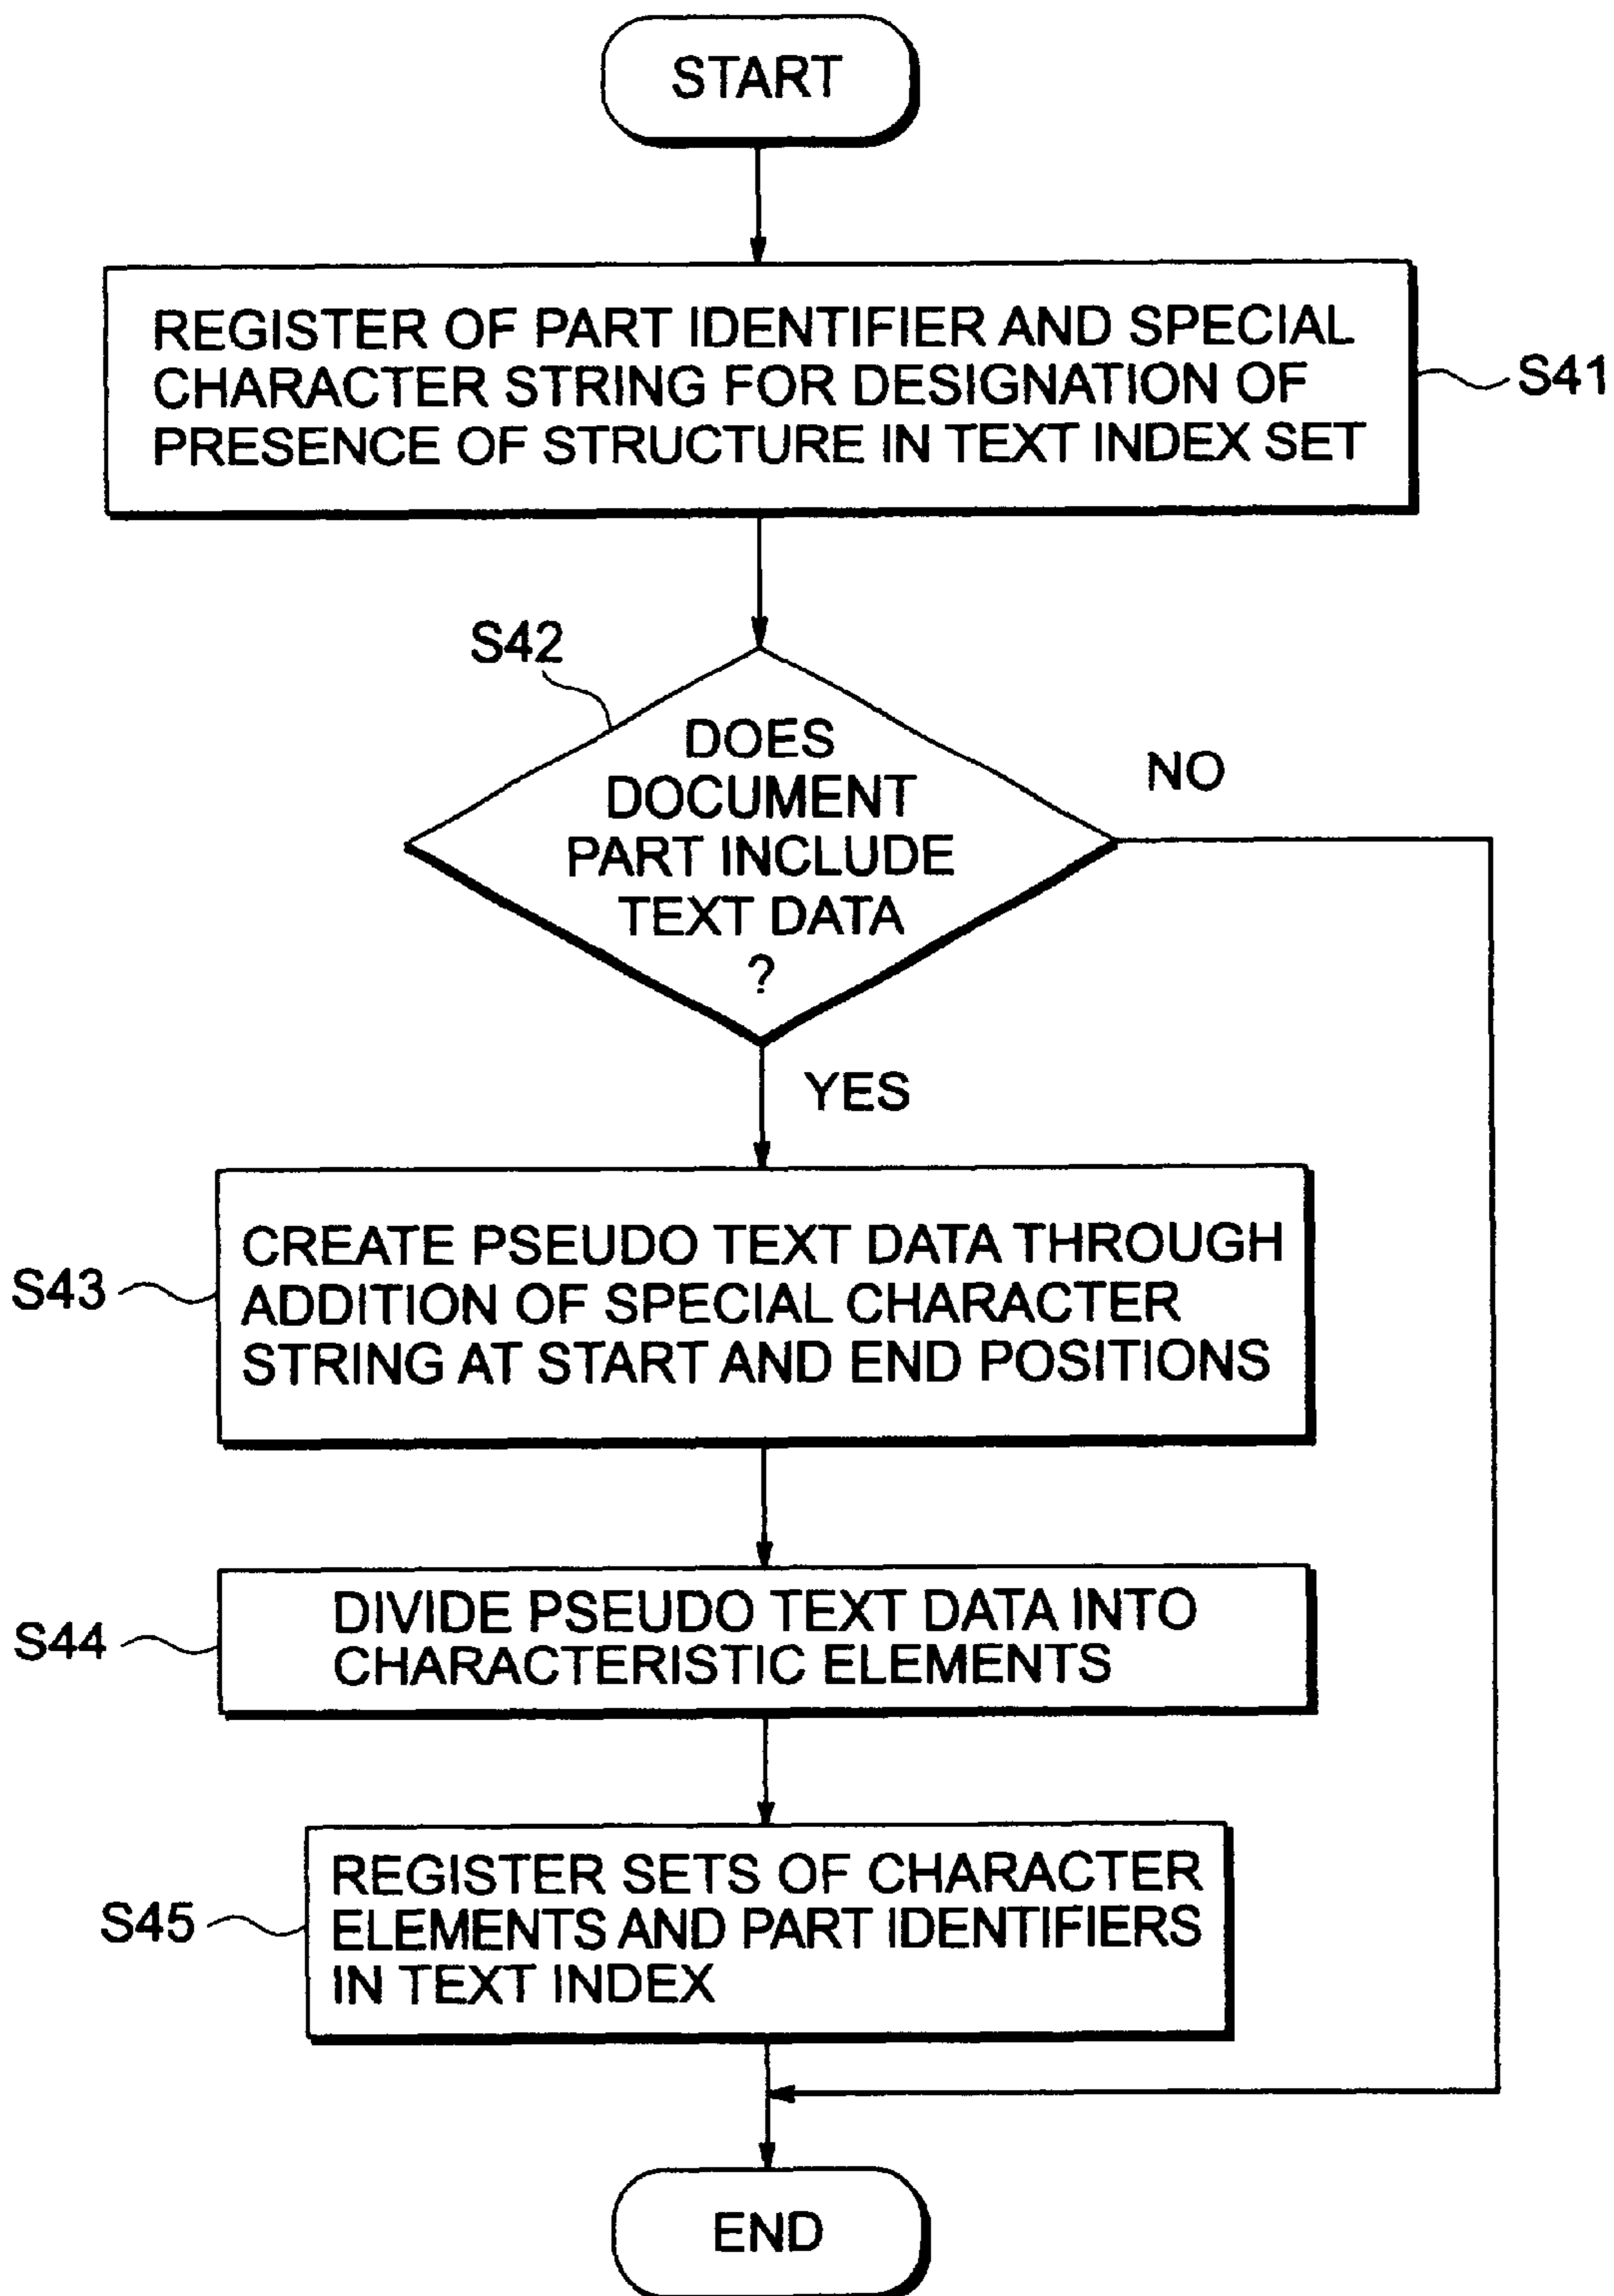 START
REGISTER OF PART IDENTIFIER AND SPECIAL
CHARACTER STRING FOR DESIGNATION OF
PRESENCE OF STRUCTURE IN TEXT INDEX SET
S41
S42
DOES
DOCUMENT
PART INCLUDE
TEXT DATA
?
NO
YES
CREATE PSEUDO TEXT DATA THROUGH
ADDITION OF SPECIAL CHARACTER
STRING AT START AND END POSITIONS
S43
DIVIDE PSEUDO TEXT DATA INTO
CHARACTERISTIC ELEMENTS
S44
REGISTER SETS OF CHARACTER
ELEMENTS AND PART IDENTIFIERS
IN TEXT INDEX
S45
END